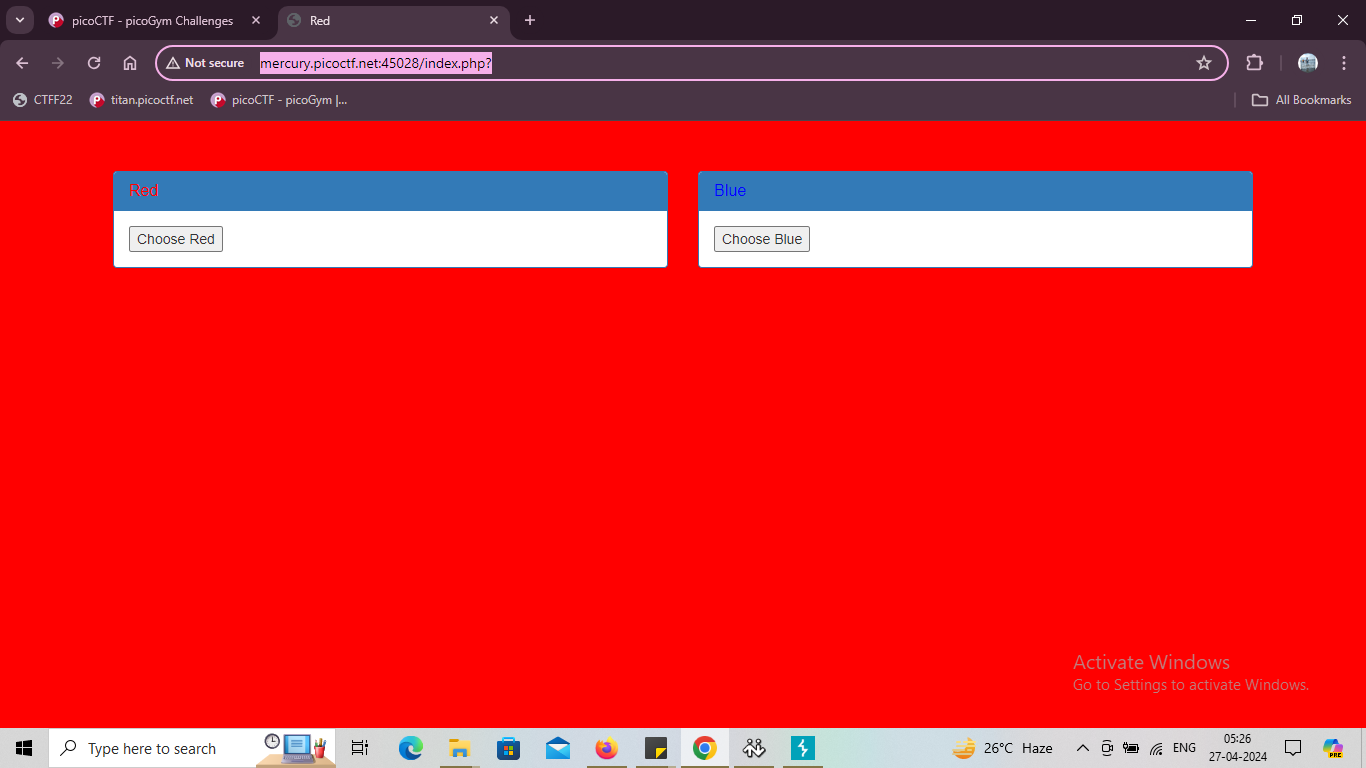 picoCTF - picoGym Challenges
Red
Not secure
mercury.picoctf.net:45028/index.php?
CTFF22
titan.picoctf.net
picoCTF - picoGym |...
All Bookmarks
Red
Blue
Choose Red
Choose Blue
Activate Windows
Go to Settings to activate Windows.
Type here to search
26°C Haze
ENG
05:26
27-04-2024
PRE